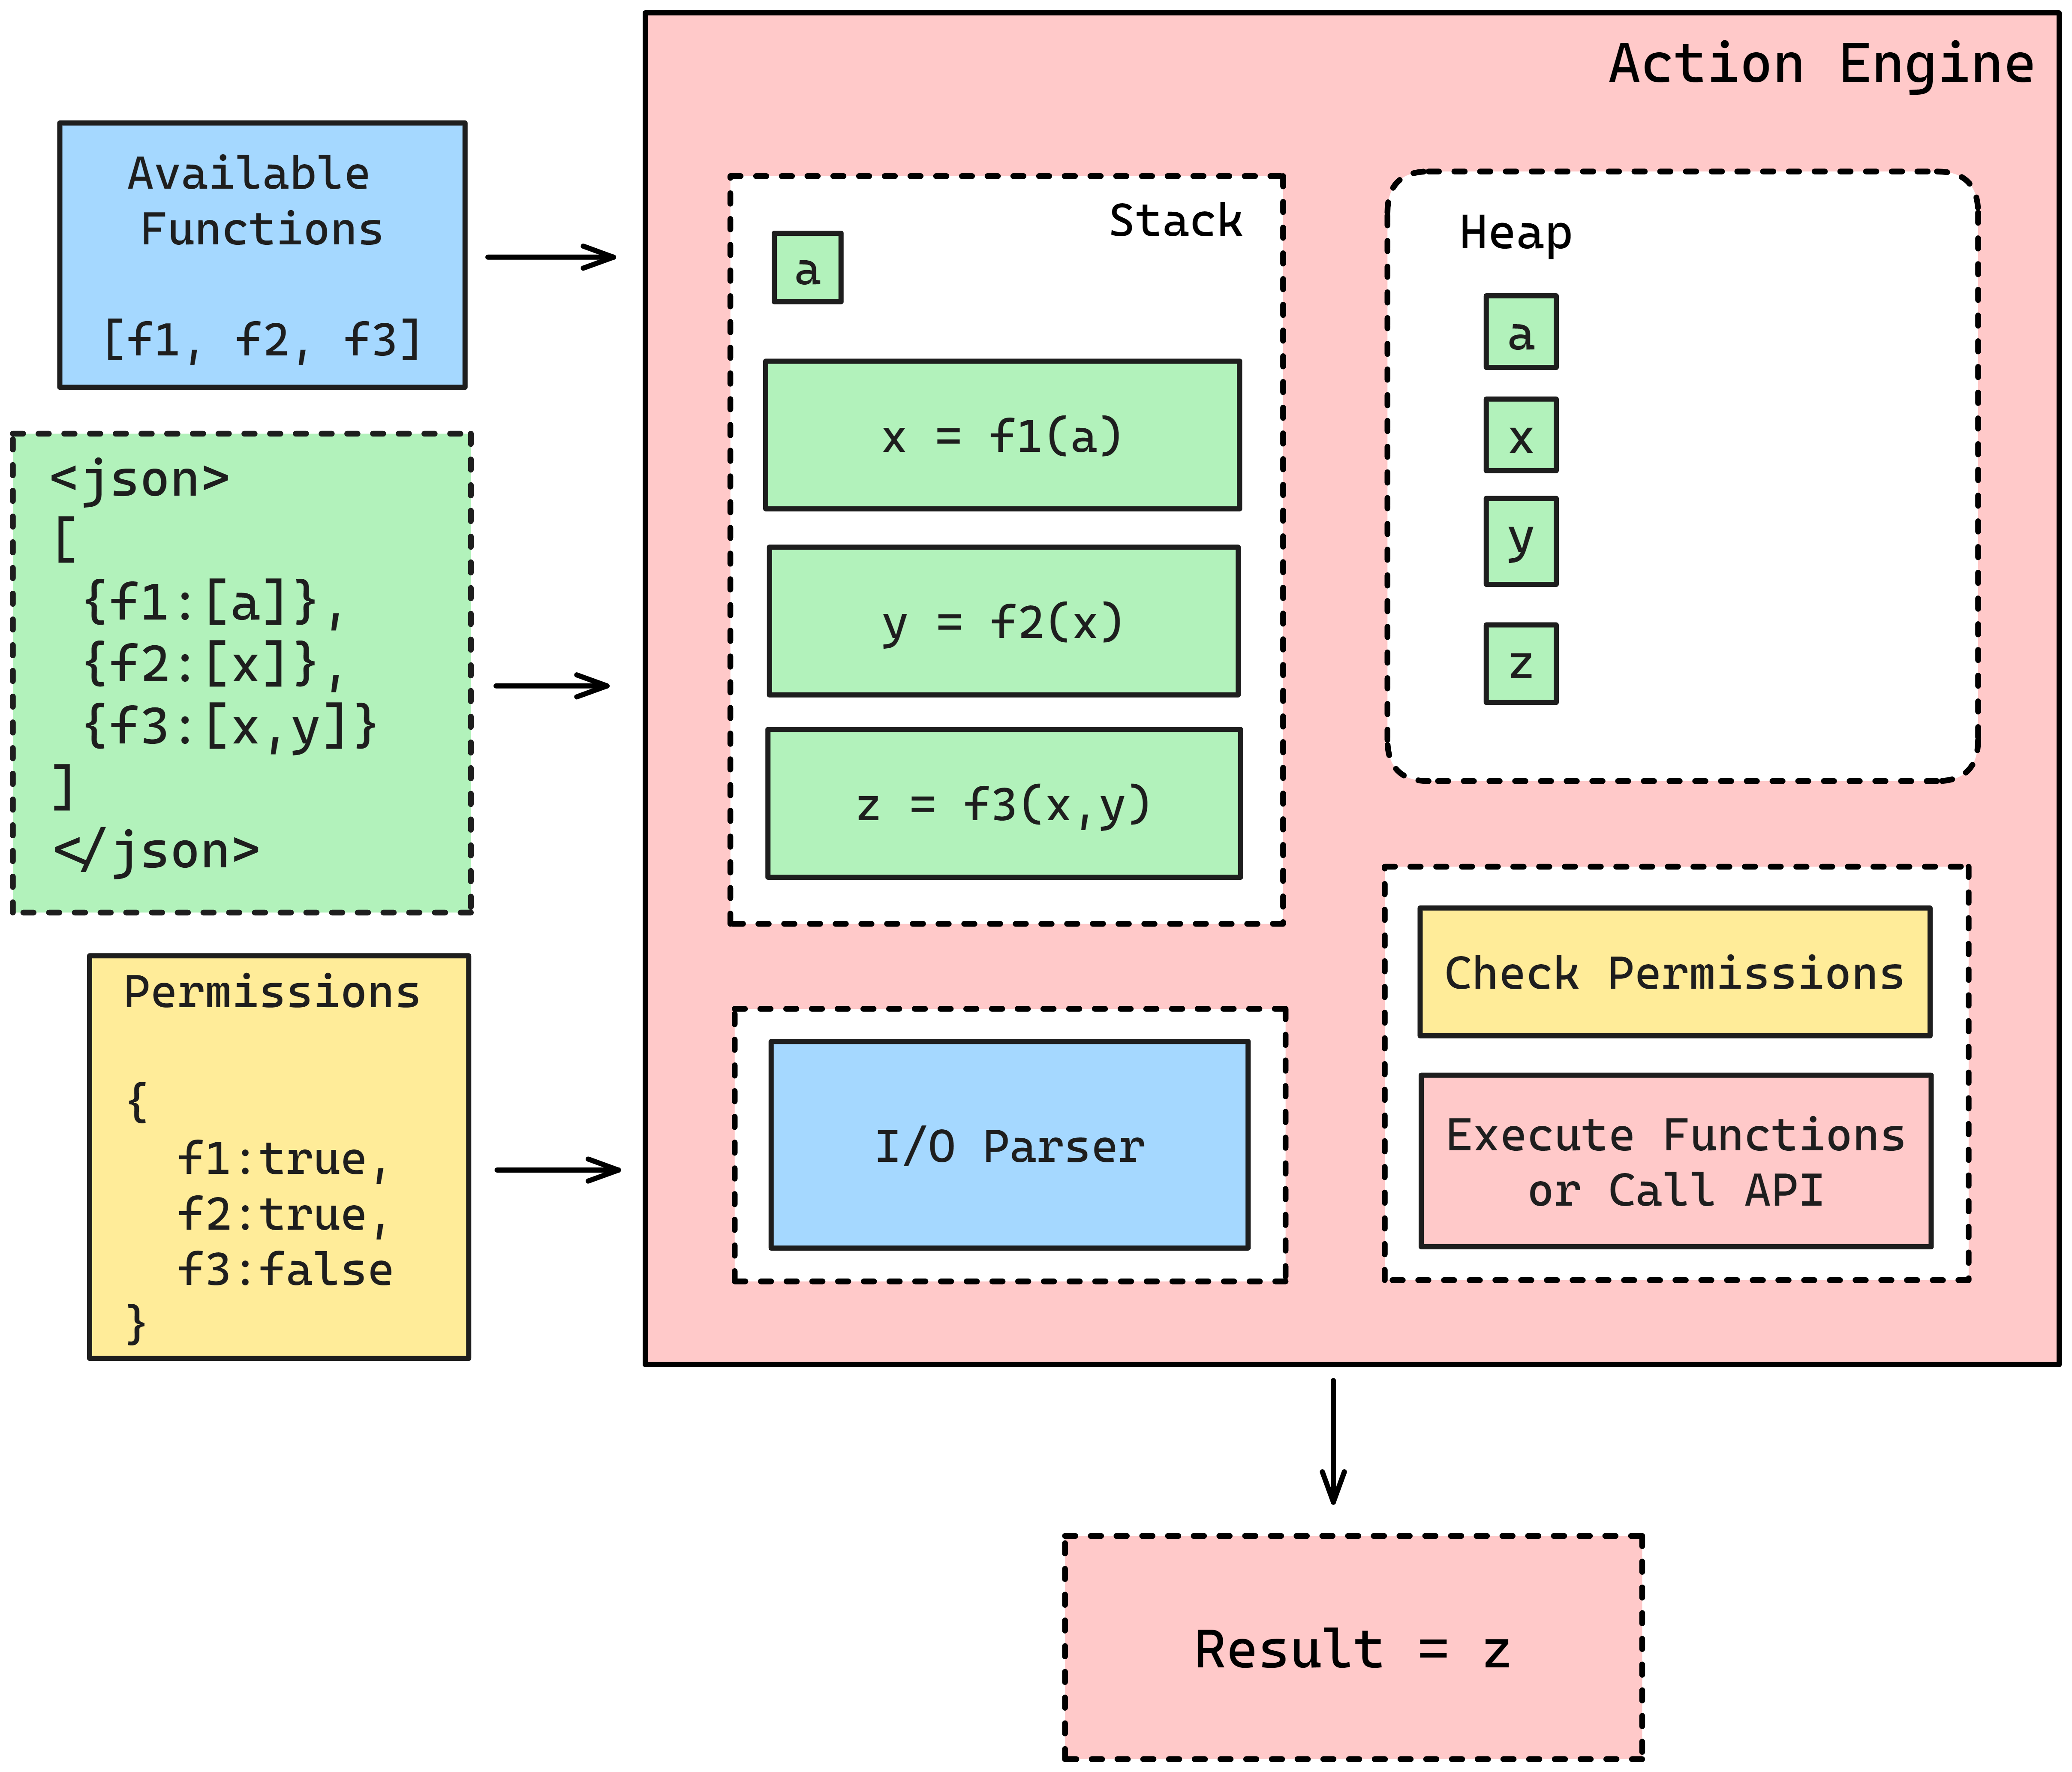 Action Engine
Available
Functions
[f1, f2, f3]
<json>
[
{f1:[a]},
{f2:[x]},
{f3:[x,y]}
]
</json>
Permissions
{
f1:true,
f2:true,
f3:false
}
Stack
a
x = f1(a)
y = f2(x)
z = f3(x,y)
Heap
a
x
y
z
I/O Parser
Check Permissions
Execute Functions
or Call API
Result = z